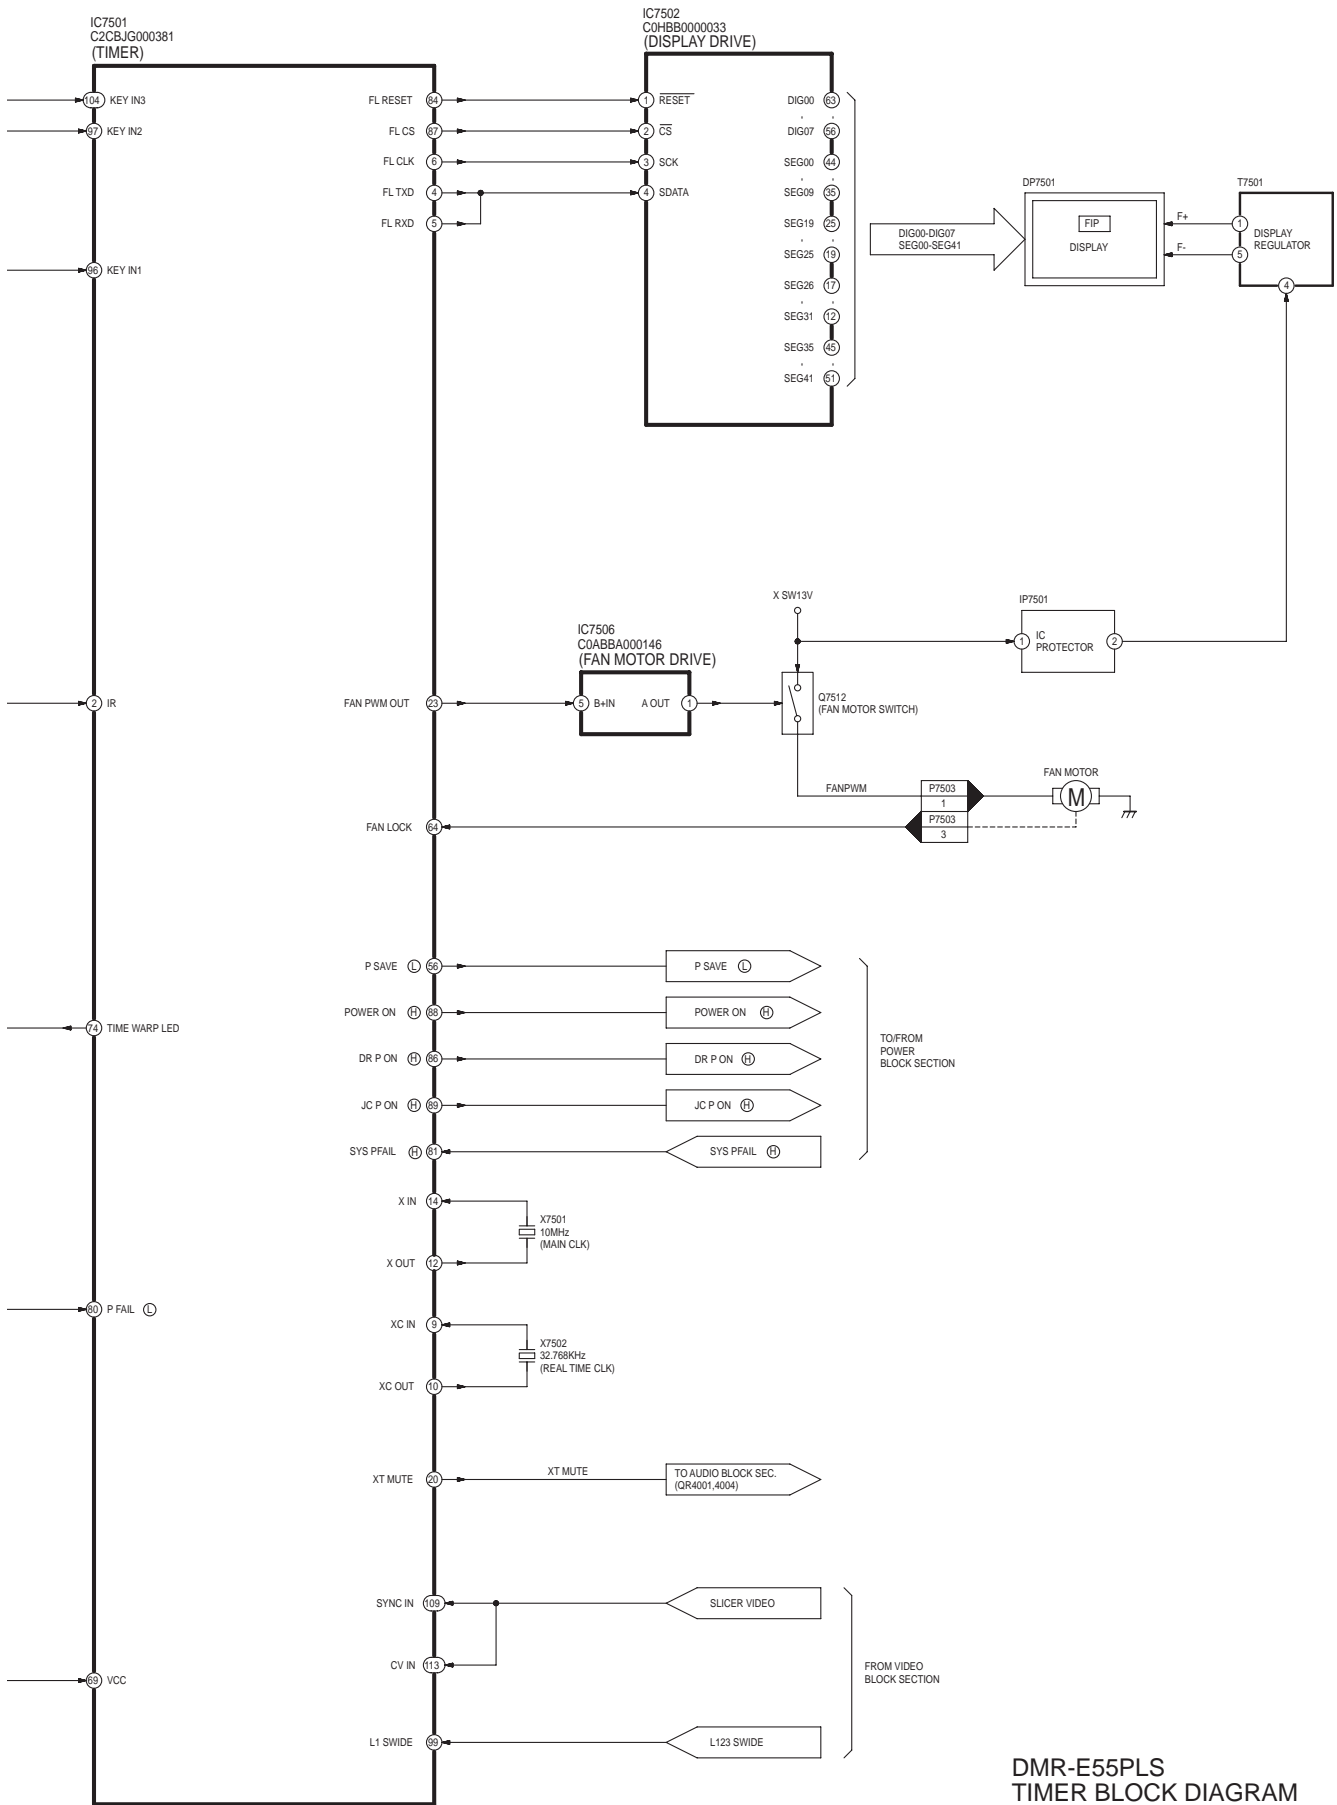 IC7501
C2CBJG000381
(TIMER)
IC7502
C0HBB0000033
(DISPLAY DRIVE)
104 KEY IN3
97 KEY IN2
96 KEY IN1
2 IR
74 TIME WARP LED
80 P FAIL L
69 VCC
FL RESET 84
FL CS 87
FL CLK 6
FL TXD 4
FL RXD 5
1 RESET
2 CS
3 SCK
4 SDATA
DIG00 63
DIG07 56
SEG00 44
SEG09 35
SEG19 25
SEG25 19
SEG26 17
SEG31 12
SEG35 45
SEG41 51
DIG00-DIG07
SEG00-SEG41
DP7501
FIP
DISPLAY
F+
F-
T7501
1
DISPLAY
REGULATOR
5
4
X SW13V
IP7501
1
IC
PROTECTOR
2
IC7506
C0ABBA000146
(FAN MOTOR DRIVE)
FAN PWM OUT 23
5 B+IN A OUT 1
Q7512
(FAN MOTOR SWITCH)
FANPWM
P7503
1
P7503
3
FAN MOTOR
M
FAN LOCK 64
P SAVE L 56
P SAVE L
POWER ON H 88
POWER ON H
DR P ON H 86
DR P ON H
JC P ON H 89
JC P ON H
SYS PFAIL H 81
SYS PFAIL H
TO/FROM
POWER
BLOCK SECTION
X IN 14
X OUT 12
X7501
10MHz
(MAIN CLK)
XC IN 9
XC OUT 10
X7502
32.768KHz
(REAL TIME CLK)
XT MUTE 20
XT MUTE
TO AUDIO BLOCK SEC.
(QR4001,4004)
SYNC IN 109
SLICER VIDEO
CV IN 113
L1 SWIDE 99
L123 SWIDE
FROM VIDEO
BLOCK SECTION
DMR-E55PLS
TIMER BLOCK DIAGRAM